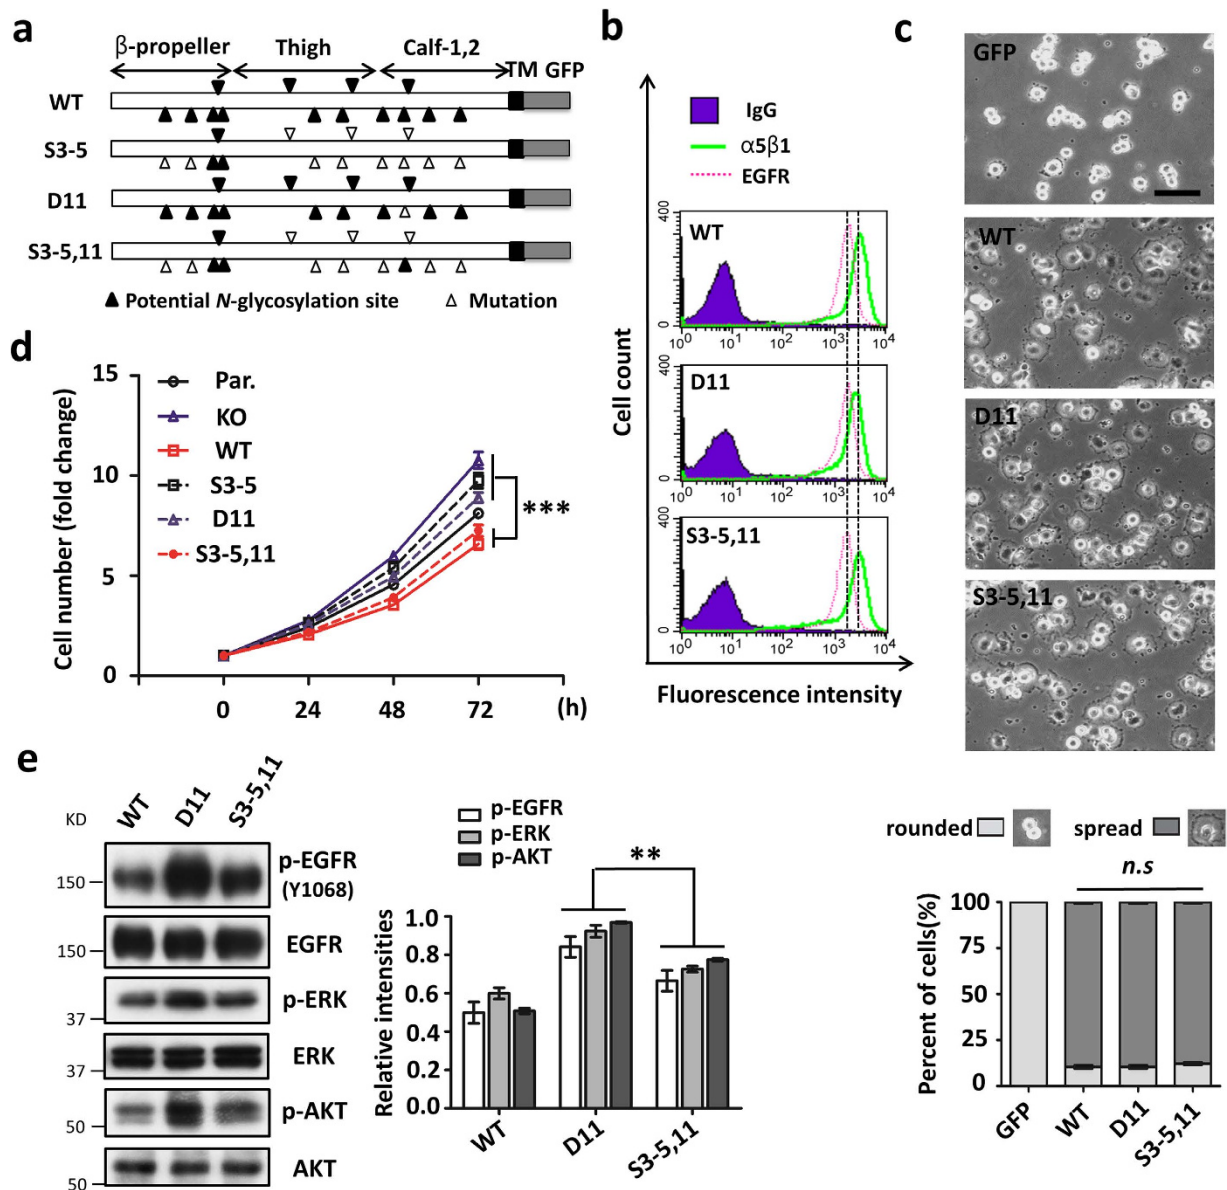 a
β-propeller Thigh Calf-1,2
TM GFP
WT
S3-5
D11
S3-5,11
Potential N-glycosylation site Mutation
b
IgG
α5β1
EGFR
Cell count
400
WT
0
10⁰ 10¹ 10² 10³ 10⁴
400
D11
0
10⁰ 10¹ 10² 10³ 10⁴
400
S3-5,11
0
10⁰ 10¹ 10² 10³ 10⁴
Fluorescence intensity
c
GFP
WT
D11
S3-5,11
rounded spread
n.s
Percent of cells(%)
100
75
50
25
0
GFP WT D11 S3-5,11
d
Cell number (fold change)
15
10
5
0
Par.
KO
WT
S3-5
D11
S3-5,11
***
0 24 48 72 (h)
e
KD WT D11 S3-5,11
p-EGFR
150 (Y1068)
EGFR
150
p-ERK
37
ERK
37
p-AKT
50
AKT
50
p-EGFR
p-ERK
p-AKT
**
Relative intensities
1.0
0.8
0.6
0.4
0.2
0.0
WT D11 S3-5,11